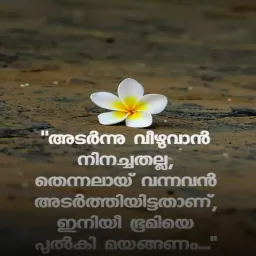 "അടർന്നു വീഴുവാൻ
നിനച്ചതല്ല,
തെന്നലായ് വന്നവൻ
അടർത്തിയിട്ടതാണ്,
ഇനിയീ ഭൂമിയെ
പുൽകി മയങ്ങണം..."